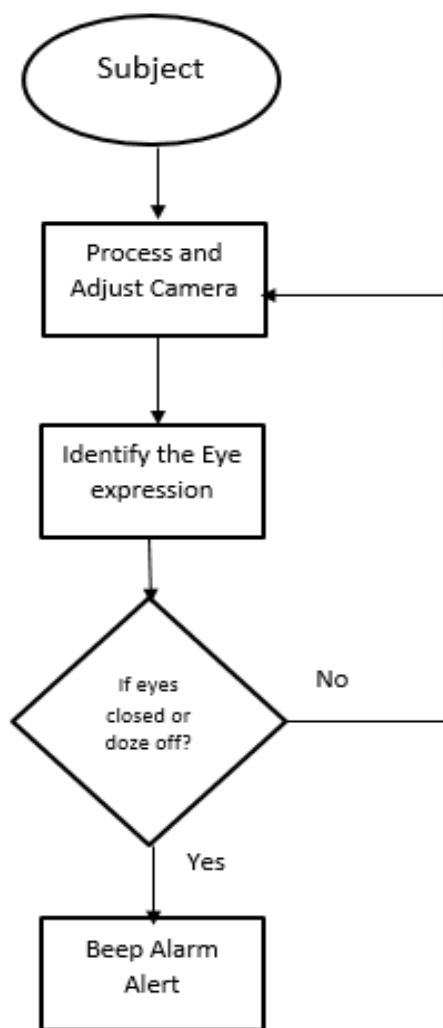 Subject
Process and
Adjust Camera
Identify the Eye
expression
If eyes
closed or
doze off?
No
Yes
Beep Alarm
Alert